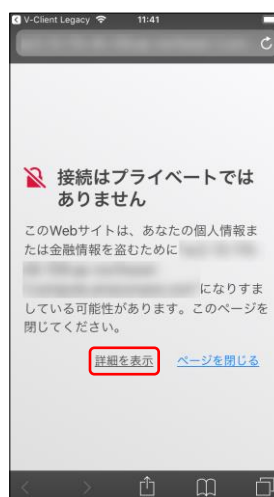 V-Client Legacy 11:41
接続はプライベートでは
ありません
このWebサイトは、あなたの個人情報ま
たは金融情報を盗むために
になりすま
している可能性があります。このページを
閉じてください。
詳細を表示 ページを閉じる